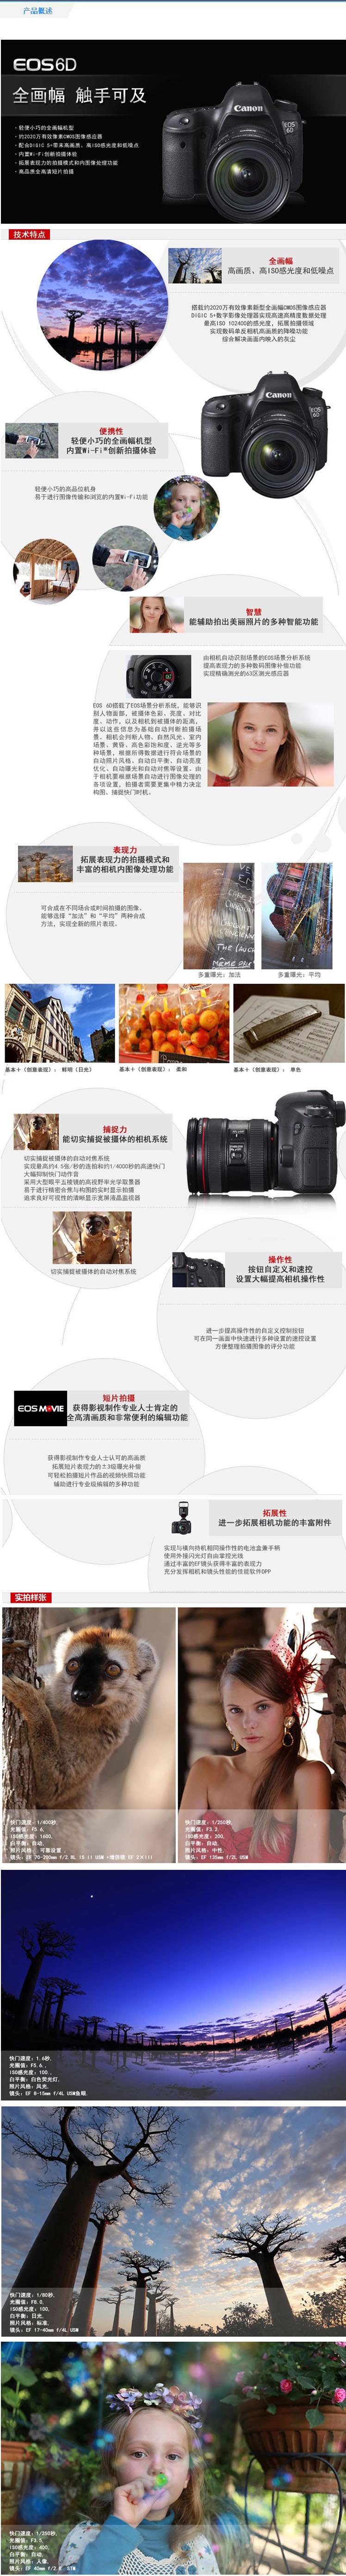 产品概述
EOS 6D
全画幅 触手可及
· 轻便小巧的全画幅机型
· 约2020万有效像素CMOS图像感应器
· 配合DIGIC 5+带来高画质、高ISO感光度和低噪点
· 内置Wi-Fi创新拍摄体验
· 拓展表现力的拍摄模式和内图像处理功能
· 高品质全高清短片拍摄
Canon
EOS
6D
技术特点
全画幅
高画质、高ISO感光度和低噪点
搭载约2020万有效像素新型全画幅CMOS图像感应器
DIGIC 5+数字影像处理器实现高速高精度数据处理
最高ISO 102400的感光度，拓展拍摄领域
实现数码单反相机高画质的降噪功能
综合解决画面内映入的灰尘
Canon
EOS
6D
便携性
轻便小巧的全画幅机型
内置Wi-Fi®创新拍摄体验
轻便小巧的高品位机身
易于进行图像传输和浏览的内置Wi-Fi功能
智慧
能辅助拍出美丽照片的多种智能功能
由相机自动识别场景的EOS场景分析系统
提高表现力的多种数码图像补偿功能
实现精确测光的63区测光感应器
EOS 6D搭载了EOS场景分析系统，能够识
别人物面部，被摄体色彩、亮度、对比
度、动作，以及相机到被摄体的距离，
并以这些信息为基础自动判断拍摄场
景。相机会判断人物、自然风光、室内
场景、黄昏、高色彩饱和度、逆光等多
种场景，根据所得数据进行符合场景的
自动照片风格、自动白平衡、自动亮度
优化、自动曝光和自动对焦等设置。由
于相机要根据场景自动进行图像处理的
各项设置，拍摄者需要更集中精力决定
构图、捕捉快门时机。
表现力
拓展表现力的拍摄模式和
丰富的相机内图像处理功能
可合成在不同场合或时间拍摄的图像。
能够选择“加法”和“平均”两种合成
方法，实现全新的照片表现。
多重曝光：加法
多重曝光：平均
基本＋（创意表现）： 鲜明（日光）
基本＋（创意表现）： 柔和
基本＋（创意表现）： 单色
捕捉力
能切实捕捉被摄体的相机系统
切实捕捉被摄体的自动对焦系统
实现最高约4.5张/秒的连拍和约1/4000秒的高速快门
大幅抑制快门动作音
采用大型眼平五棱镜的高视野率光学取景器
易于进行精密合焦与构图的实时显示拍摄
追求良好可视性的清晰显示宽屏液晶监视器
切实捕捉被摄体的自动对焦系统
操作性
按钮自定义和速控
设置大幅提高相机操作性
进一步提高操作性的自定义控制按钮
可在同一画面中快速进行多种设置的速控设置
方便整理拍摄图像的评分功能
EOS MOVIE
短片拍摄
获得影视制作专业人士肯定的
全高清画质和非常便利的编辑功能
获得影视制作专业人士认可的高画质
拓展短片表现力的±3级曝光补偿
可轻松拍摄短片作品的视频快照功能
辅助进行专业级编辑的多种功能
拓展性
进一步拓展相机功能的丰富附件
实现与横向持机相同操作性的电池盒兼手柄
使用外接闪光灯自由掌控光线
通过丰富的EF镜头获得丰富的表现力
充分发挥相机和镜头性能的佳能软件DPP
实拍样张
快门速度：1/400秒,
光圈值：F5.6,
ISO感光度：1600,
白平衡：自动,
照片风格：可靠设置,
镜头：EF 70-200mm f/2.8L IS II USM +增倍镜 EF 2×III
快门速度：1/250秒,
光圈值：F3.2,
ISO感光度：200,
白平衡：自动,
照片风格：中性,
镜头：EF 135mm f/2L USM
快门速度：1.6秒,
光圈值：F5.6,
ISO感光度：100,
白平衡：白色荧光灯,
照片风格：风光,
镜头：EF 8-15mm f/4L USM鱼眼.
快门速度：1/80秒,
光圈值：F8.0,
ISO感光度：100,
白平衡：日光,
照片风格：标准,
镜头：EF 17-40mm f/4L USM
快门速度：1/250秒,
光圈值：F3.5,
ISO感光度：400,
白平衡：自动,
照片风格：人像,
镜头：EF 40mm f/2.8 STM